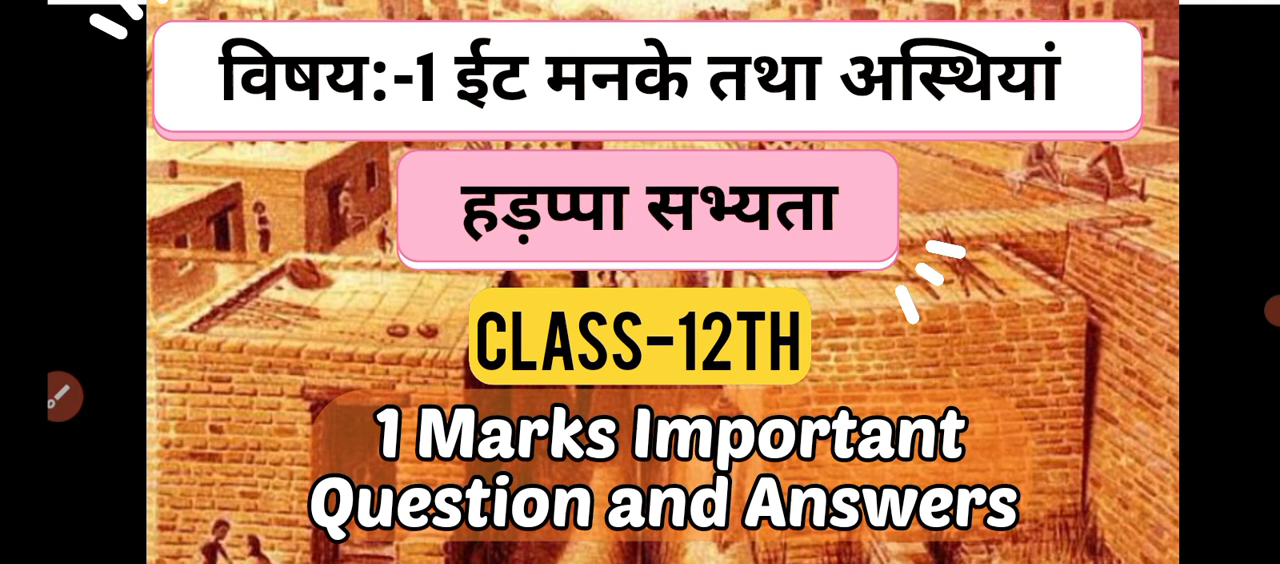 विषय:-1 ईट मनके तथा अस्थियां
हड़प्पा सभ्यता
CLASS-12TH
1 Marks Important
Question and Answers